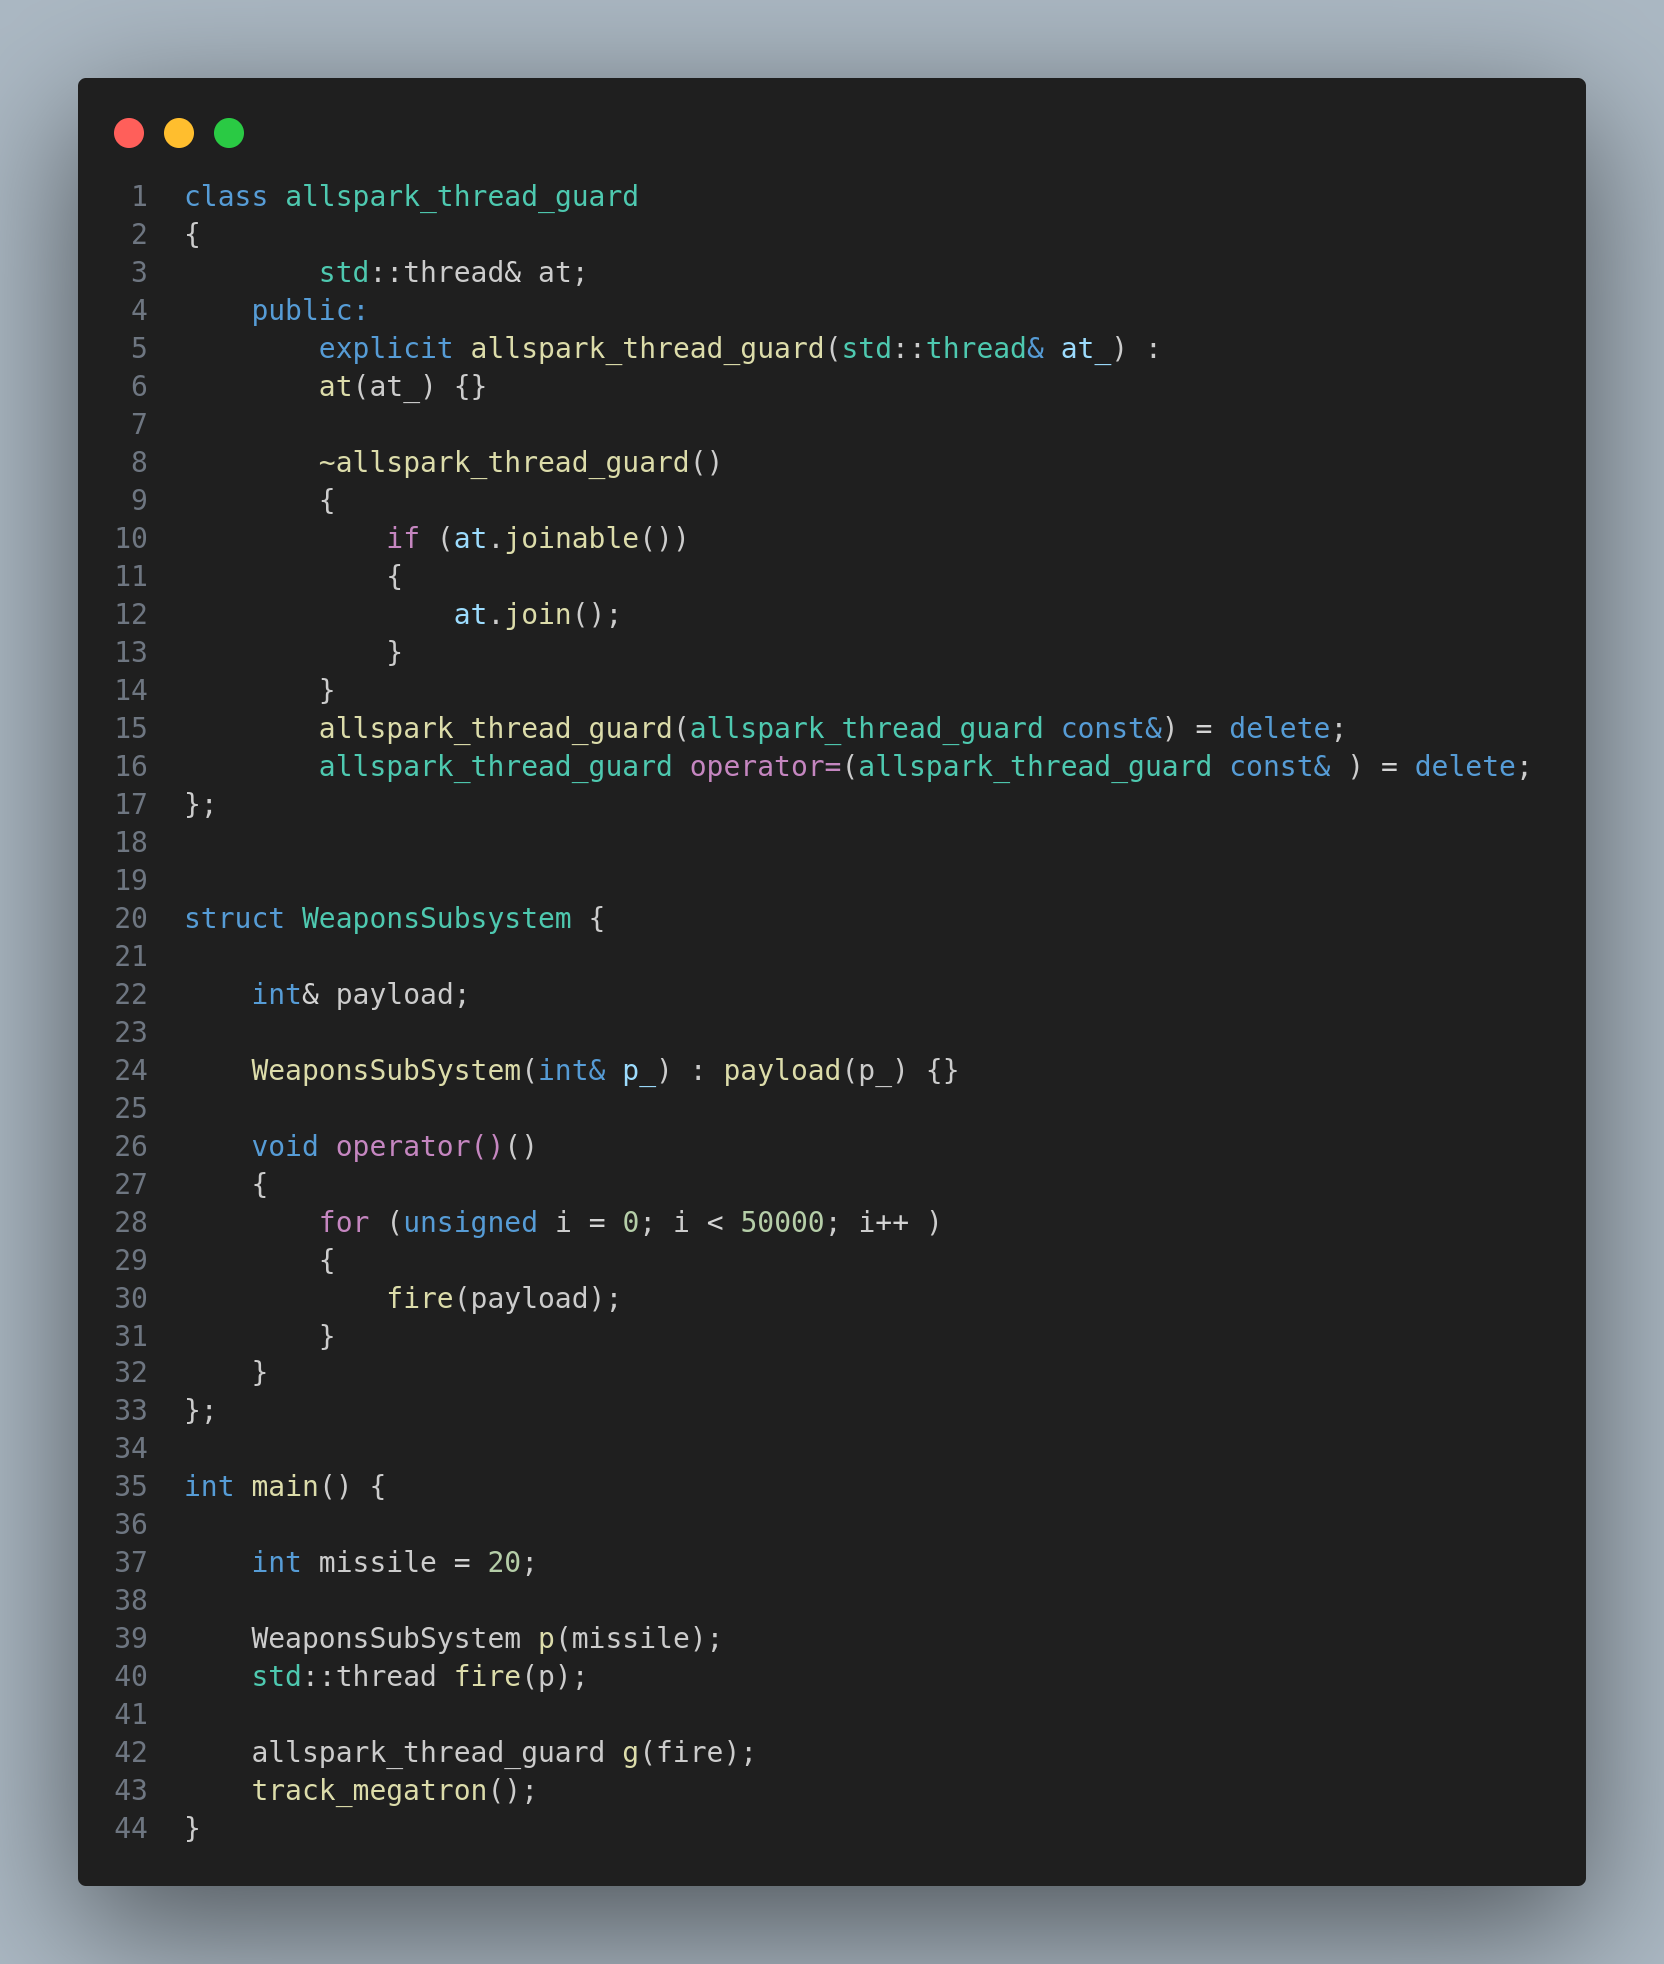 1 class allspark_thread_guard
2 {
3         std::thread& at;
4     public:
5         explicit allspark_thread_guard(std::thread& at_) :
6         at(at_) {}
7
8         ~allspark_thread_guard()
9         {
10             if (at.joinable())
11             {
12                 at.join();
13             }
14         }
15         allspark_thread_guard(allspark_thread_guard const&) = delete;
16         allspark_thread_guard operator=(allspark_thread_guard const& ) = delete;
17 };
18
19
20 struct WeaponsSubsystem {
21
22     int& payload;
23
24     WeaponsSubSystem(int& p_) : payload(p_) {}
25
26     void operator()()
27     {
28         for (unsigned i = 0; i < 50000; i++ )
29         {
30             fire(payload);
31         }
32     }
33 };
34
35 int main() {
36
37     int missile = 20;
38
39     WeaponsSubSystem p(missile);
40     std::thread fire(p);
41
42     allspark_thread_guard g(fire);
43     track_megatron();
44 }